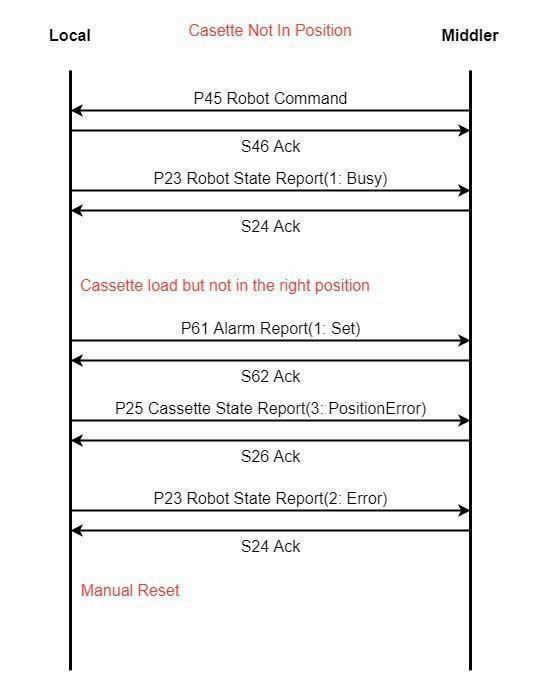 Local
Casette Not In Position
Middler
P45 Robot Command
S46 Ack
P23 Robot State Report(1: Busy)
S24 Ack
Cassette load but not in the right position
P61 Alarm Report(1: Set)
S62 Ack
P25 Cassette State Report(3: PositionError)
S26 Ack
P23 Robot State Report(2: Error)
S24 Ack
Manual Reset